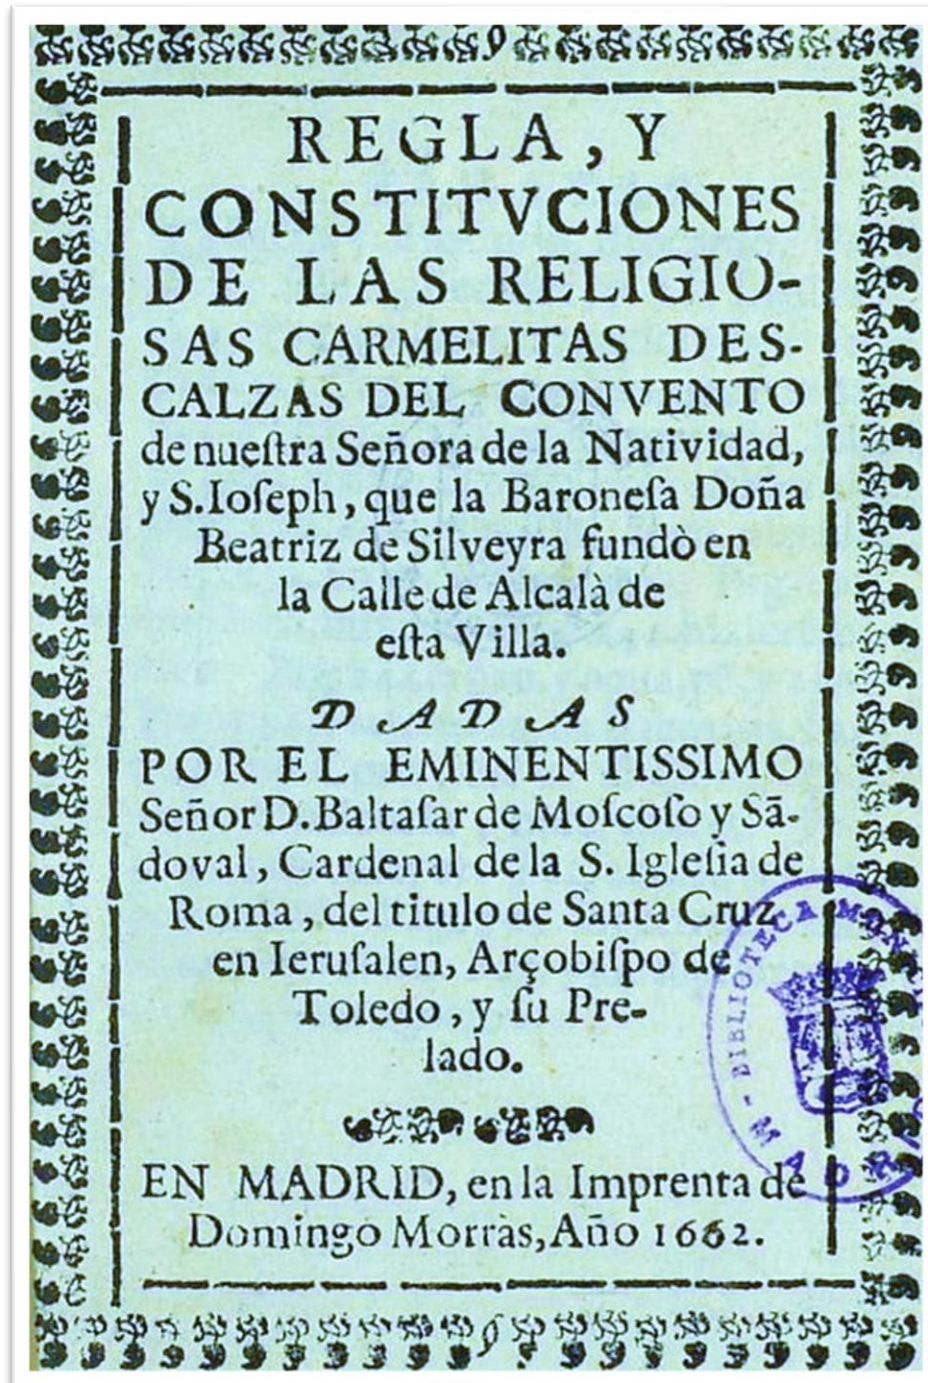 REGLA, Y
CONSTITVCIONES
DE LAS RELIGIO-
SAS CARMELITAS DES-
CALZAS DEL CONVENTO
de nueſtra Señora de la Natividad,
y S. Ioſeph, que la Baroneſa Doña
Beatriz de Silveyra fundò en
la Calle de Alcalà de
eſta Villa.
DADAS
POR EL EMINENTISSIMO
Señor D. Baltaſar de Moſcoſo y Sā-
doval, Cardenal de la S. Igleſia de
Roma, del titulo de Santa Cruz
en Ieruſalen, Arçobiſpo de
Toledo, y ſu Pre-
lado.
EN MADRID, en la Imprenta de
Domingo Morràs, Año 1662.
BIBLIOTECA